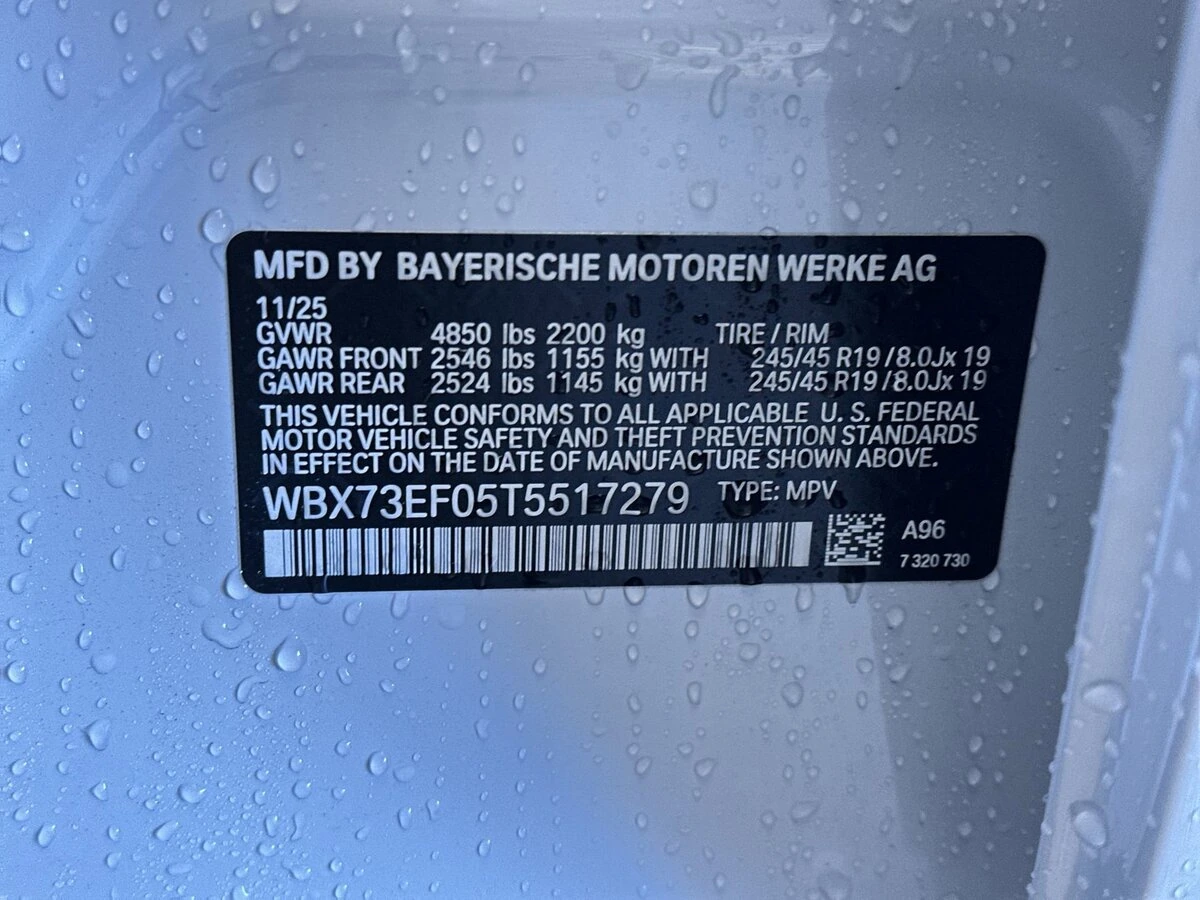 MFD BY BAYERISCHE MOTOREN WERKE AG
11/25
GVWR 4850 lbs 2200 kg TIRE / RIM
GAWR FRONT 2546 lbs 1155 kg WITH 245/45 R19 /8.0Jx 19
GAWR REAR 2524 lbs 1145 kg WITH 245/45 R19 /8.0Jx 19
THIS VEHICLE CONFORMS TO ALL APPLICABLE U. S. FEDERAL
MOTOR VEHICLE SAFETY AND THEFT PREVENTION STANDARDS
IN EFFECT ON THE DATE OF MANUFACTURE SHOWN ABOVE.
WBX73EF05T5517279 TYPE: MPV
A96
7 320 730